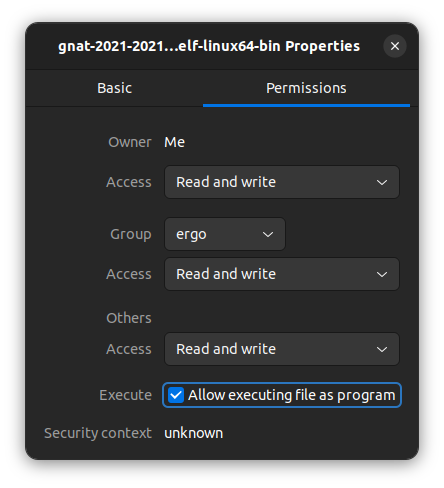 gnat-2021-2021…elf-linux64-bin Properties
Basic Permissions
Owner Me
Access Read and write
Group ergo
Access Read and write
Others
Access Read and write
Execute Allow executing file as program
Security context unknown